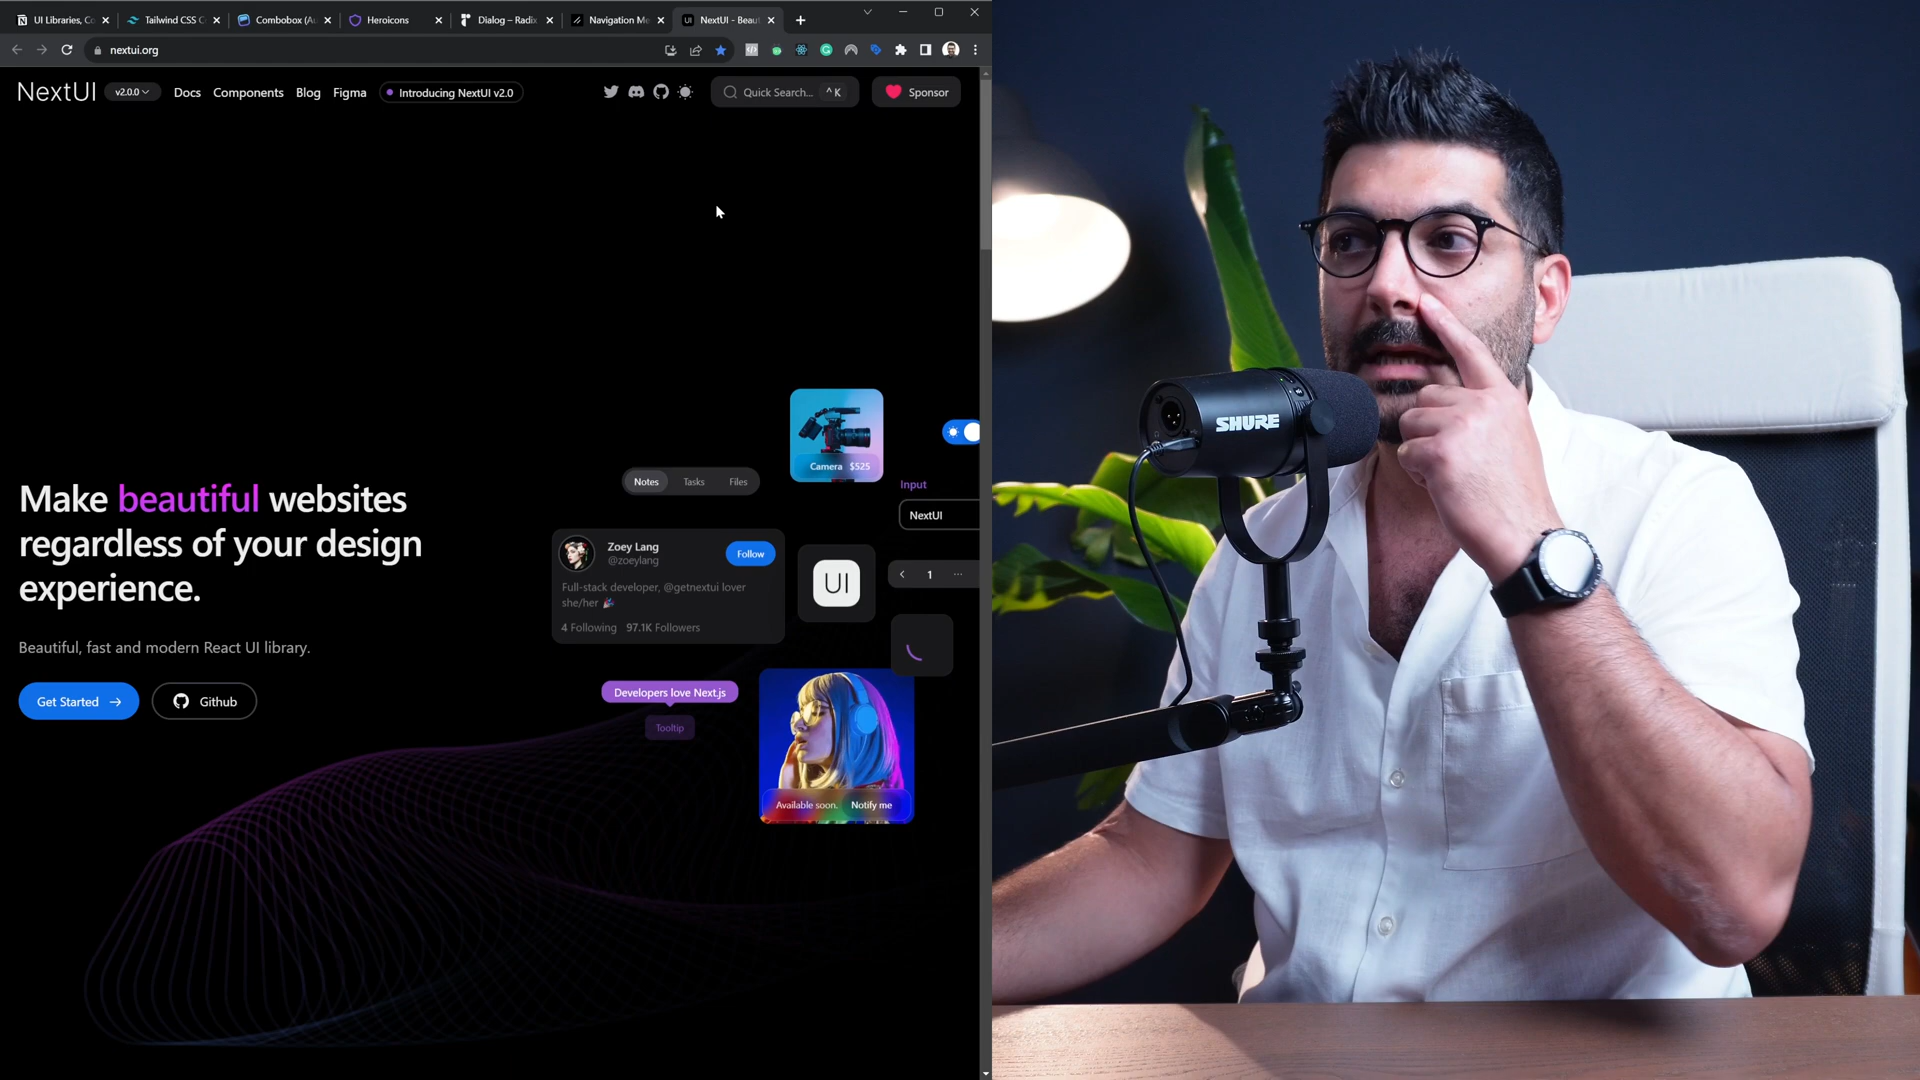 UI Libraries, Co
Tailwind CSS C
Combobox (Au
Heroicons
Dialog – Radix
Navigation Me
NextUI - Beau
nextui.org
NextUI
v2.0.0
Docs
Components
Blog
Figma
Introducing NextUI v2.0
Quick Search...
^ K
Sponsor
Camera $525
Notes
Tasks
Files
Input
NextUI
Make beautiful websites
regardless of your design
experience.
Zoey Lang
@zoeylang
Follow
Full-stack developer, @getnextui lover
she/her 🎉
4 Following 97.1K Followers
UI
1
...
Beautiful, fast and modern React UI library.
Get Started
Github
Developers love Next.js
Tooltip
Available soon.
Notify me
SHURE